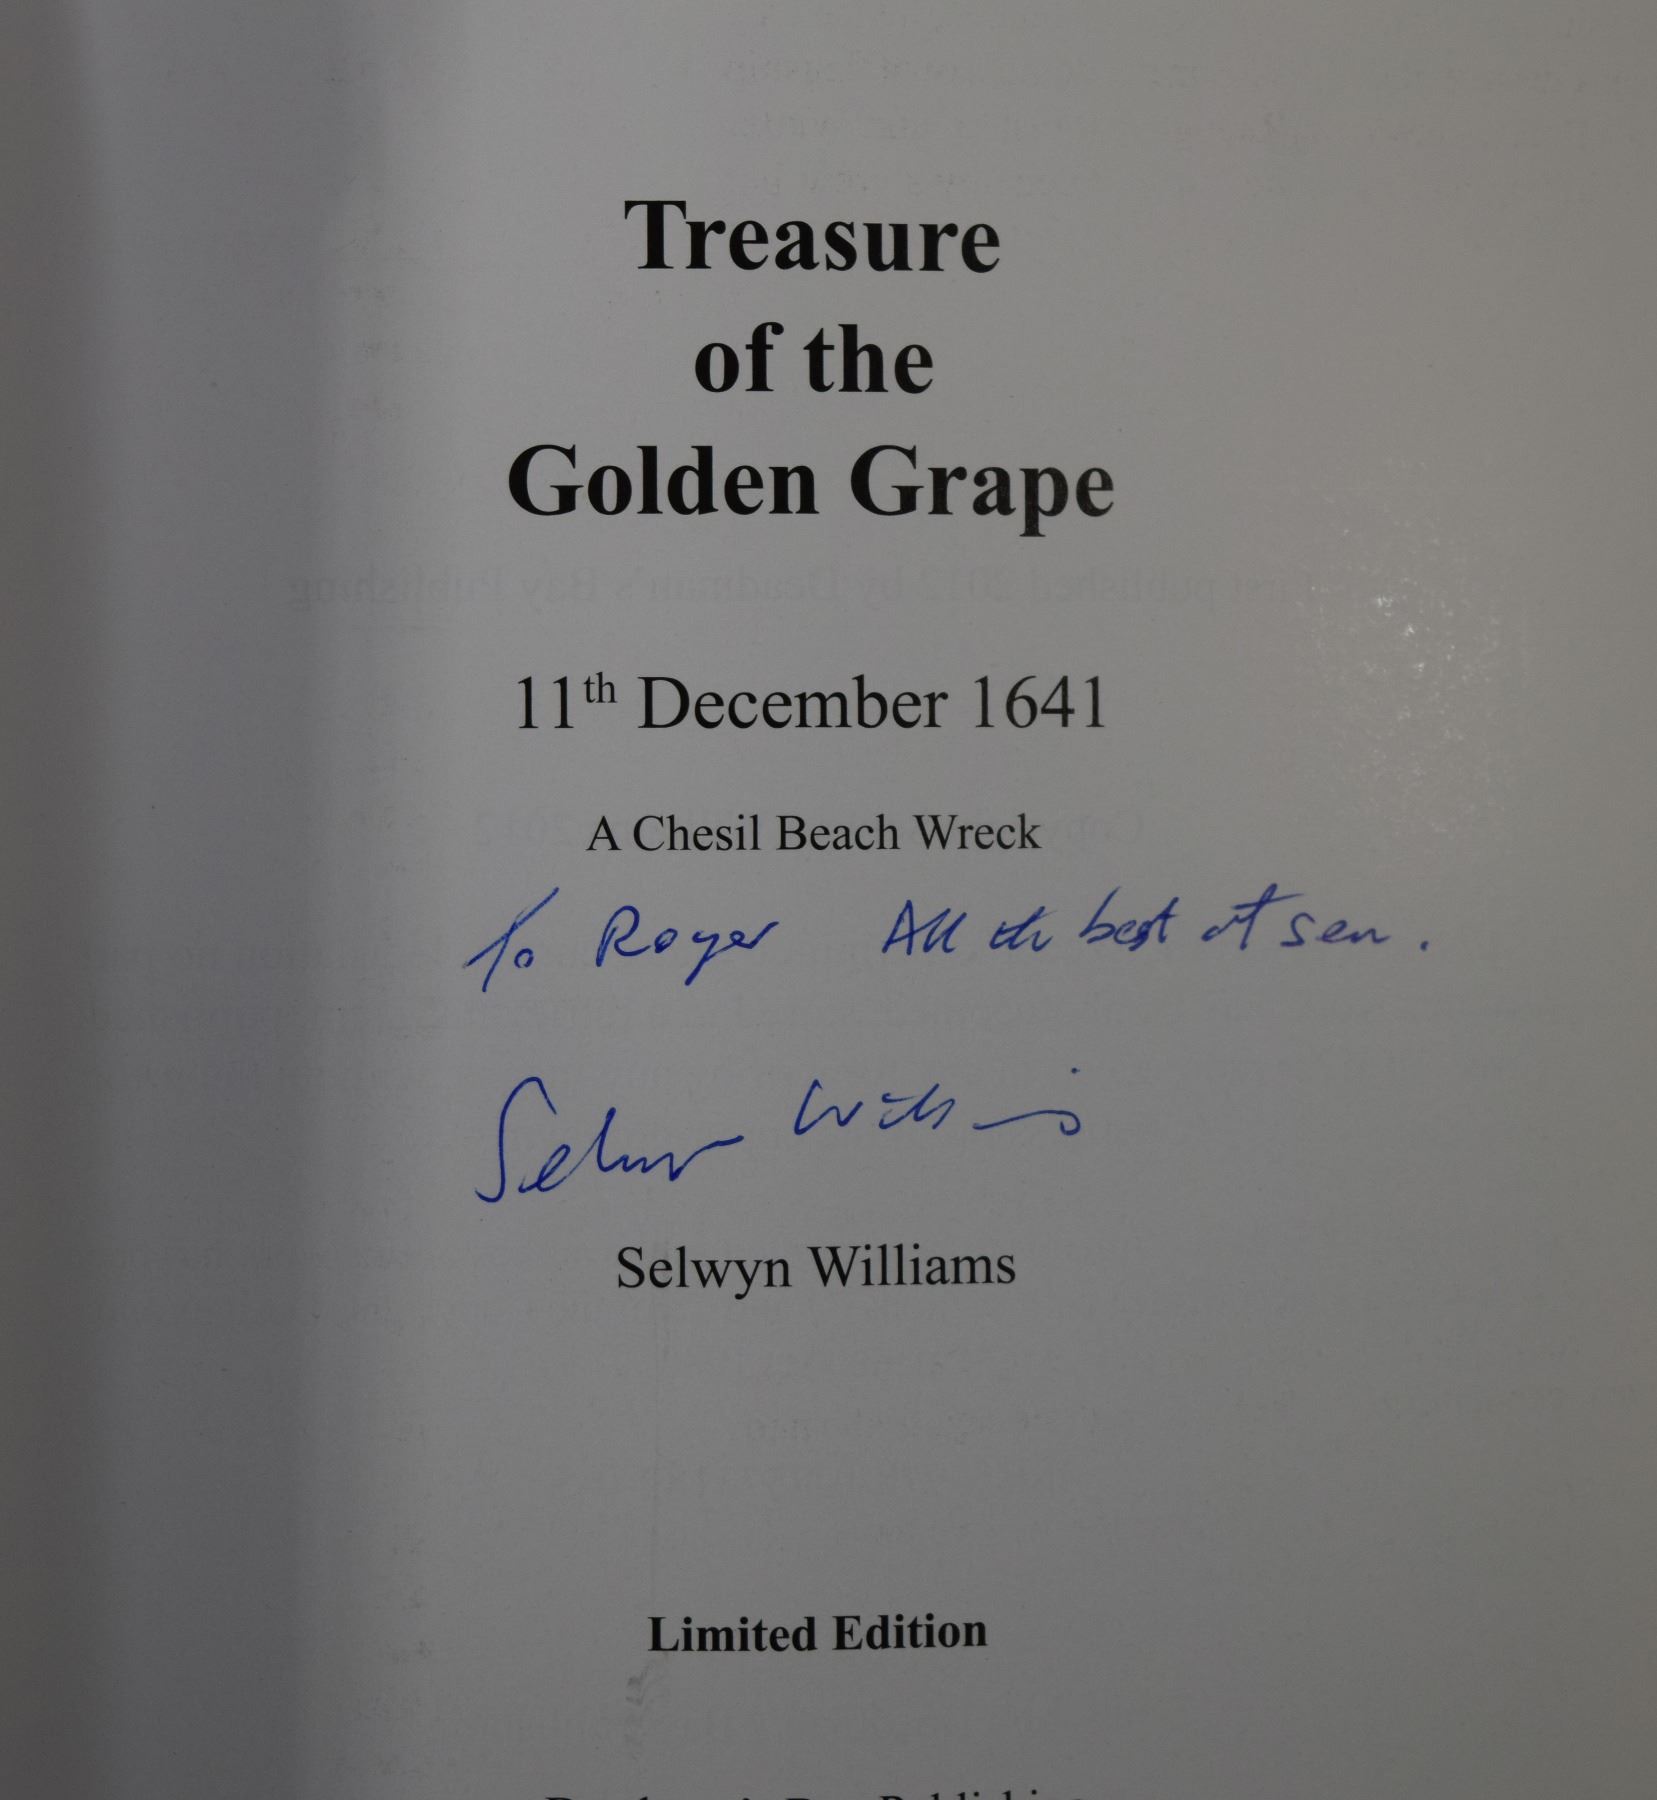 Treasure
of the
Golden Grape
11th December 1641
A Chesil Beach Wreck
To Roger All the best at sea.
Selwyn Williams
Selwyn Williams
Limited Edition